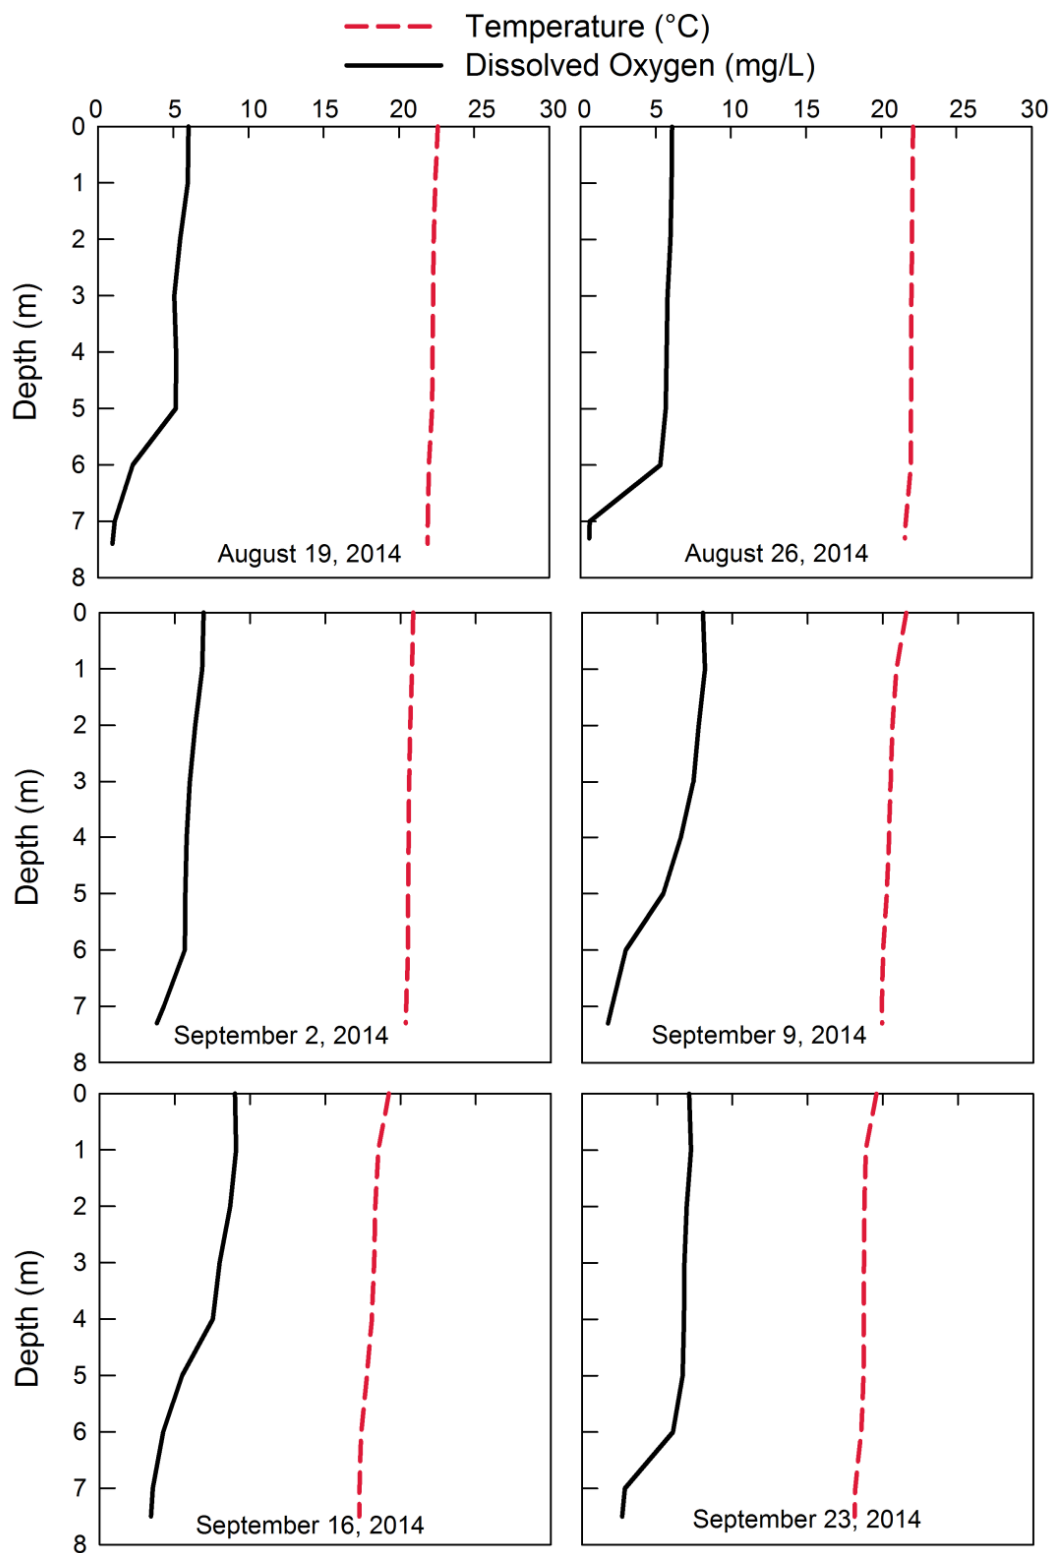 Temperature (°C)
Dissolved Oxygen (mg/L)
0 5 10 15 20 25 30
0 5 10 15 20 25 30
0
1
2
3
4
5
6
7
8
Depth (m)
August 19, 2014
August 26, 2014
0
1
2
3
4
5
6
7
8
Depth (m)
September 2, 2014
September 9, 2014
0
1
2
3
4
5
6
7
8
Depth (m)
September 16, 2014
September 23, 2014